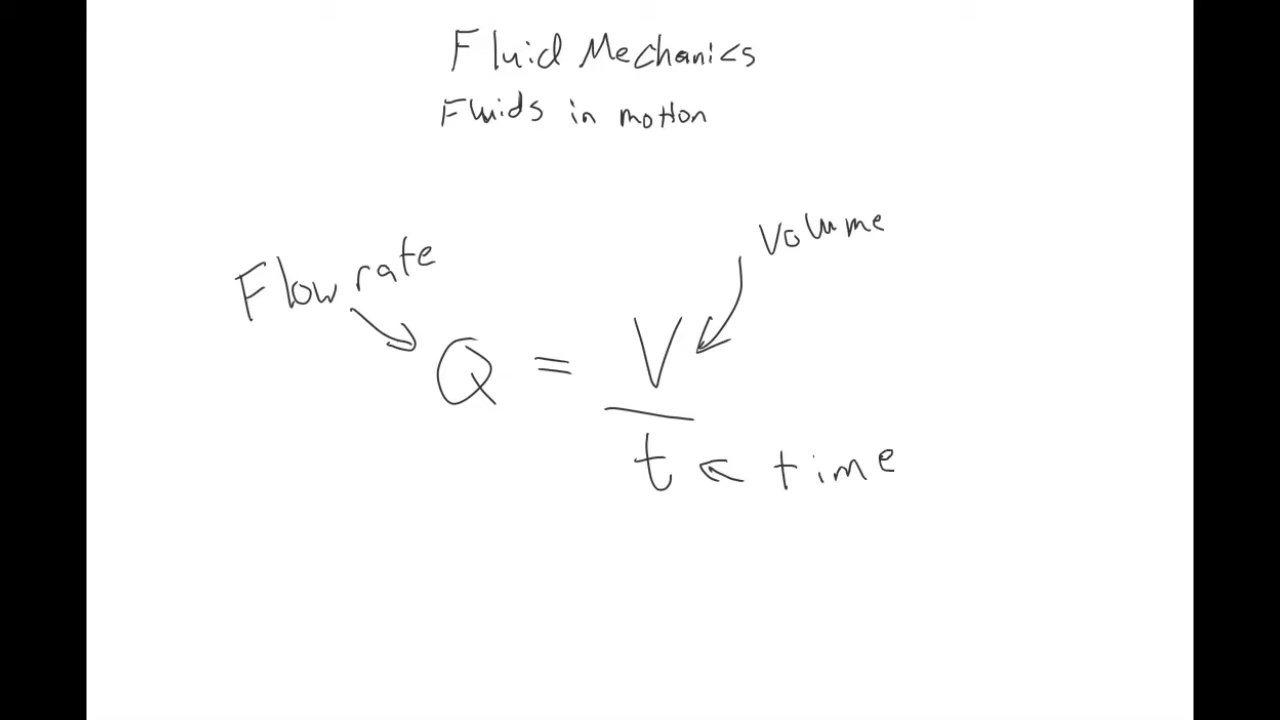 Fluid Mechanics
Fluids in motion
Volume
Flow rate
Q = V
t
time